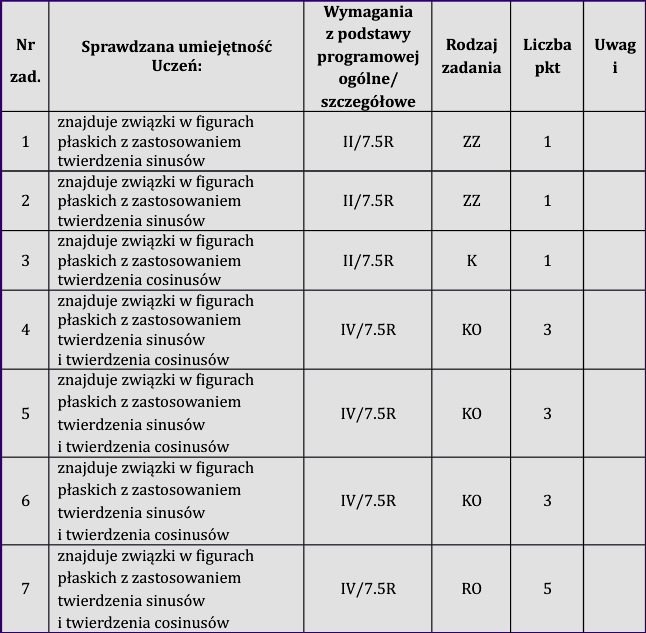 Nr
zad.
Sprawdzana umiejętność
Uczeń:
Wymagania
z podstawy
programowej
ogólne/
szczegółowe
Rodzaj
zadania
Liczba
pkt
Uwag
i
1
znajduje związki w figurach
płaskich z zastosowaniem
twierdzenia sinusów
II/7.5R
ZZ
1
2
znajduje związki w figurach
płaskich z zastosowaniem
twierdzenia sinusów
II/7.5R
ZZ
1
3
znajduje związki w figurach
płaskich z zastosowaniem
twierdzenia cosinusów
II/7.5R
K
1
4
znajduje związki w figurach
płaskich z zastosowaniem
twierdzenia sinusów
i twierdzenia cosinusów
IV/7.5R
KO
3
5
znajduje związki w figurach
płaskich z zastosowaniem
twierdzenia sinusów
i twierdzenia cosinusów
IV/7.5R
KO
3
6
znajduje związki w figurach
płaskich z zastosowaniem
twierdzenia sinusów
i twierdzenia cosinusów
IV/7.5R
KO
3
7
znajduje związki w figurach
płaskich z zastosowaniem
twierdzenia sinusów
i twierdzenia cosinusów
IV/7.5R
RO
5